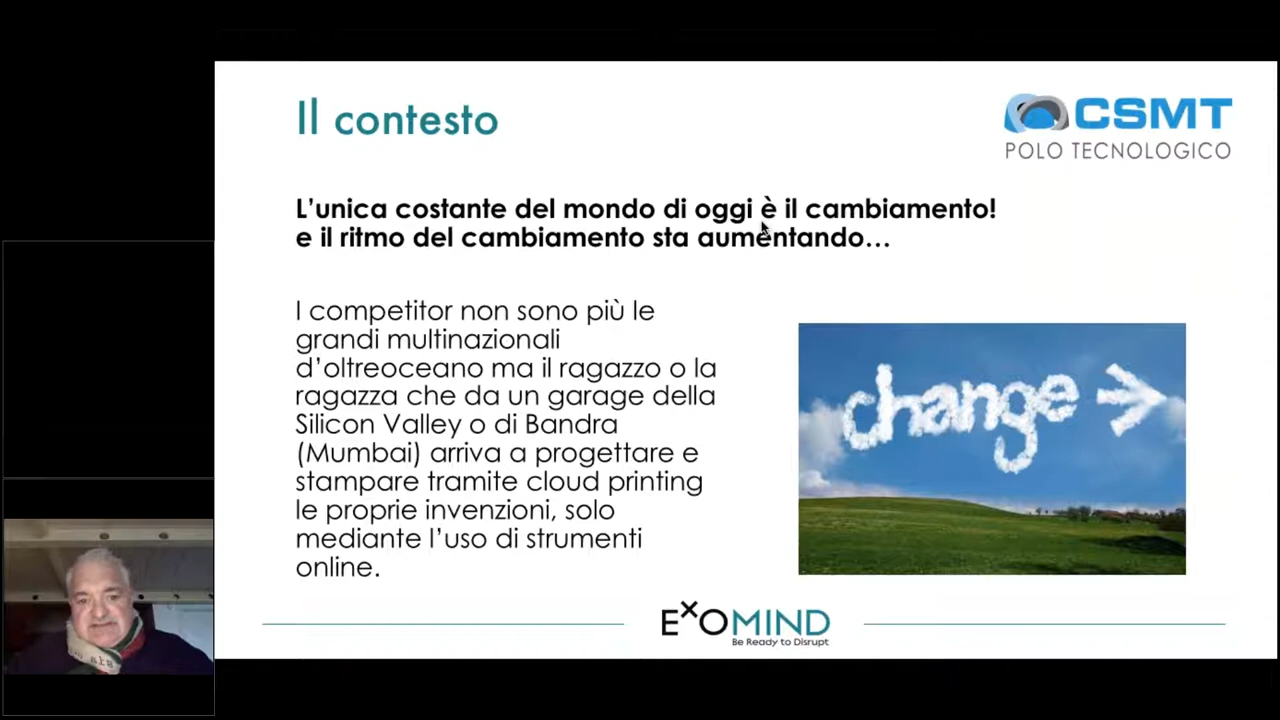 Il contesto
CSMT
POLO TECNOLOGICO
L’unica costante del mondo di oggi è il cambiamento!
e il ritmo del cambiamento sta aumentando…
I competitor non sono più le
grandi multinazionali
d’oltreoceano ma il ragazzo o la
ragazza che da un garage della
Silicon Valley o di Bandra
(Mumbai) arriva a progettare e
stampare tramite cloud printing
le proprie invenzioni, solo
mediante l’uso di strumenti
online.
change
EXOMIND
Be Ready to Disrupt